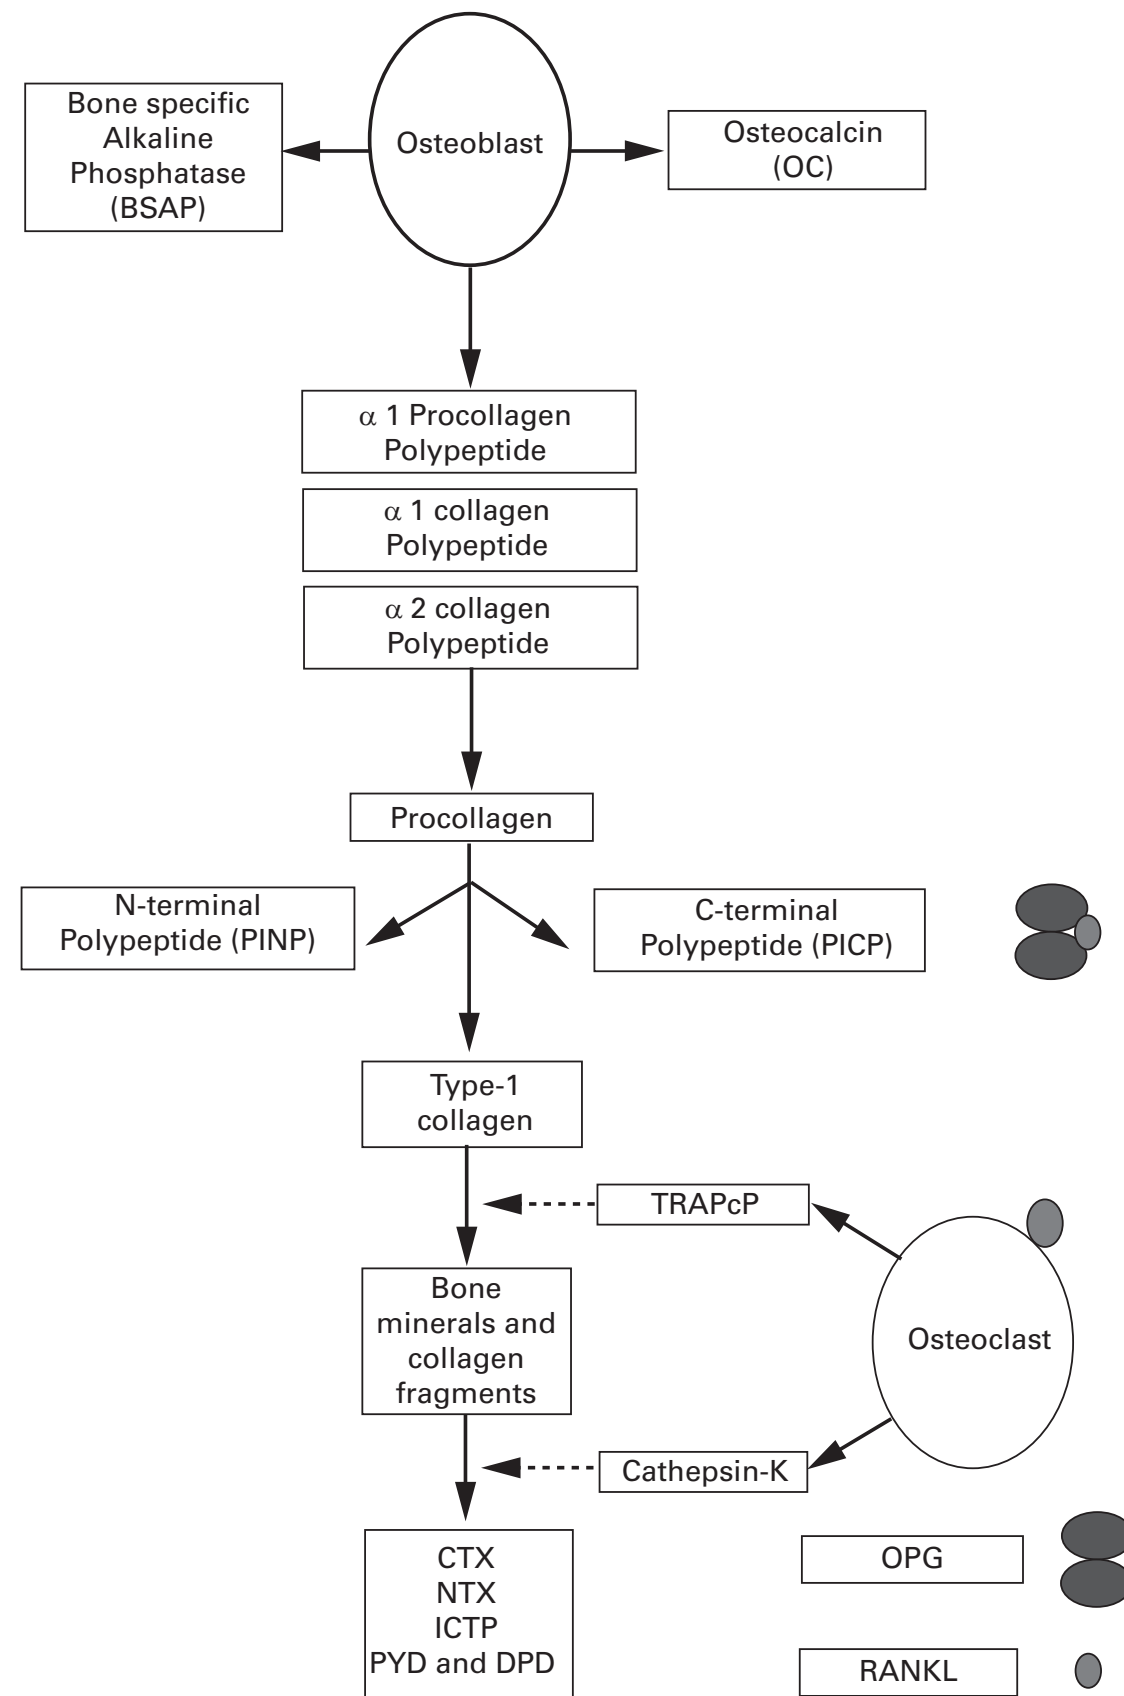 Bone specific
Alkaline
Phosphatase
(BSAP)
Osteoblast
Osteocalcin
(OC)
α 1 Procollagen
Polypeptide
α 1 collagen
Polypeptide
α 2 collagen
Polypeptide
Procollagen
N-terminal
Polypeptide (PINP)
C-terminal
Polypeptide (PICP)
Type-1
collagen
TRAPcP
Bone
minerals and
collagen
fragments
Osteoclast
Cathepsin-K
CTX
NTX
ICTP
PYD and DPD
OPG
RANKL